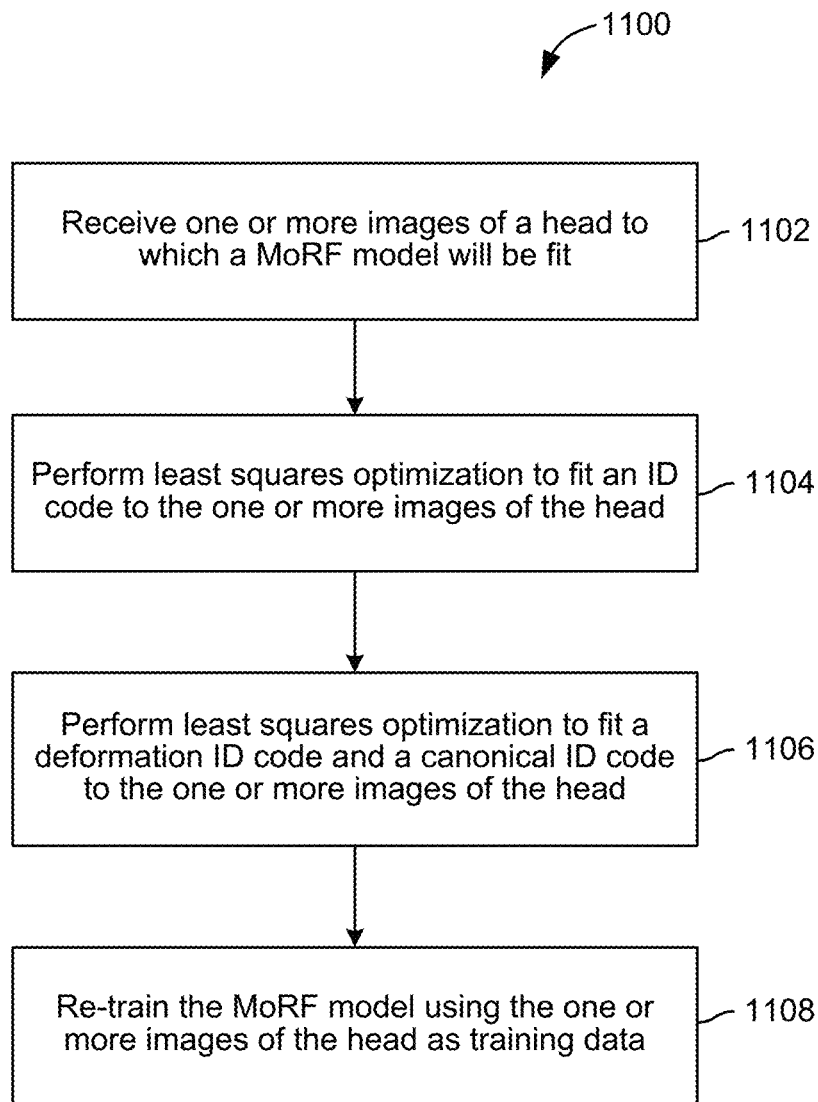 1100
Receive one or more images of a head to
which a MoRF model will be fit
1102
Perform least squares optimization to fit an ID
code to the one or more images of the head
1104
Perform least squares optimization to fit a
deformation ID code and a canonical ID code
to the one or more images of the head
1106
Re-train the MoRF model using the one or
more images of the head as training data
1108